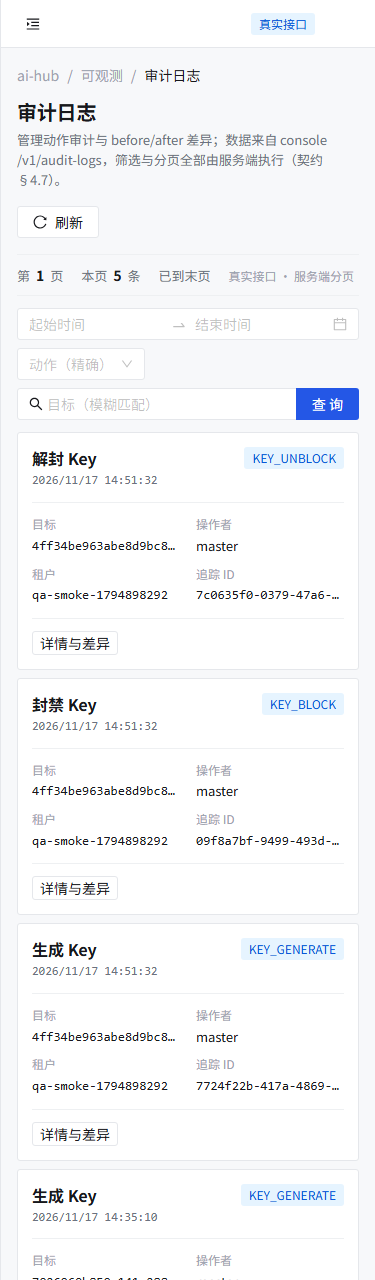 真实接口
ai-hub / 可观测 / 审计日志
审计日志
管理动作审计与 before/after 差异；数据来自 console
/v1/audit-logs，筛选与分页全部由服务端执行（契约
§4.7）。
刷新
第 1 页 本页 5 条 已到末页 真实接口 · 服务端分页
起始时间 → 结束时间
动作（精确）
目标（模糊匹配） 查 询
解封 Key KEY_UNBLOCK
2026/11/17 14:51:32
目标 操作者
4ff34be963abe8d9bc8… master
租户 追踪 ID
qa-smoke-1794898292 7c0635f0-0379-47a6-…
详情与差异
封禁 Key KEY_BLOCK
2026/11/17 14:51:32
目标 操作者
4ff34be963abe8d9bc8… master
租户 追踪 ID
qa-smoke-1794898292 09f8a7bf-9499-493d-…
详情与差异
生成 Key KEY_GENERATE
2026/11/17 14:51:32
目标 操作者
4ff34be963abe8d9bc8… master
租户 追踪 ID
qa-smoke-1794898292 7724f22b-417a-4869-…
详情与差异
生成 Key KEY_GENERATE
2026/11/17 14:35:10
目标 操作者